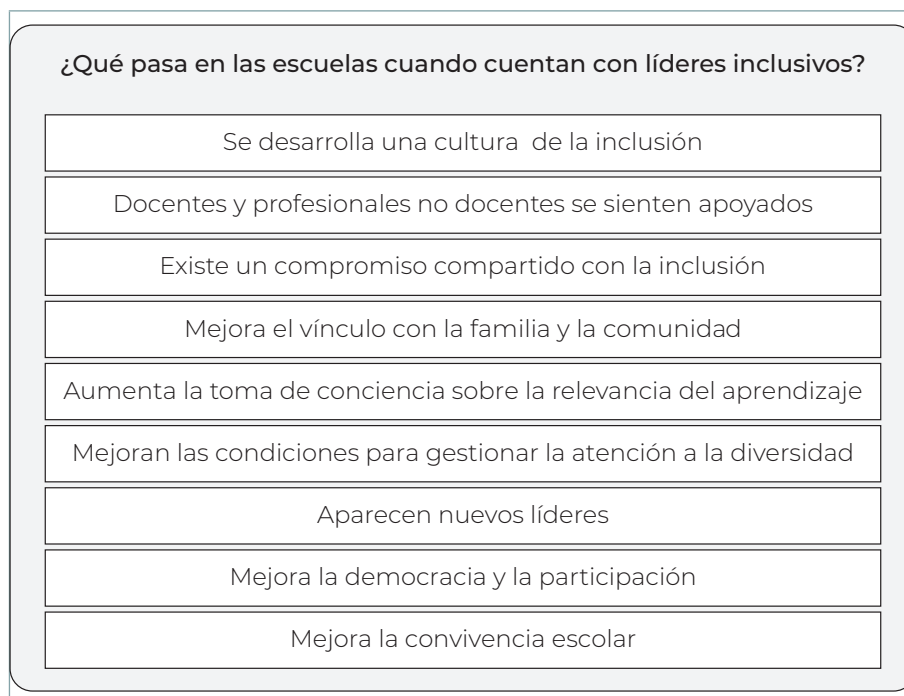 ¿Qué pasa en las escuelas cuando cuentan con líderes inclusivos?
Se desarrolla una cultura de la inclusión
Docentes y profesionales no docentes se sienten apoyados
Existe un compromiso compartido con la inclusión
Mejora el vínculo con la familia y la comunidad
Aumenta la toma de conciencia sobre la relevancia del aprendizaje
Mejoran las condiciones para gestionar la atención a la diversidad
Aparecen nuevos líderes
Mejora la democracia y la participación
Mejora la convivencia escolar